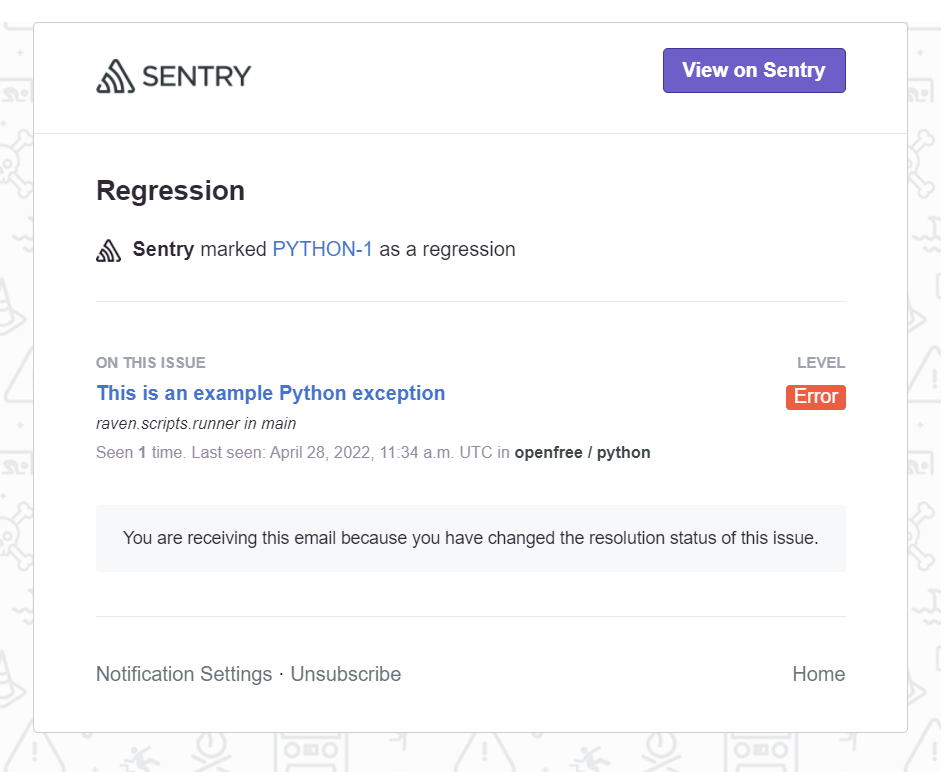 SENTRY
View on Sentry
Regression
Sentry marked PYTHON-1 as a regression
ON THIS ISSUE
LEVEL
This is an example Python exception
Error
raven.scripts.runner in main
Seen 1 time. Last seen: April 28, 2022, 11:34 a.m. UTC in openfree / python
You are receiving this email because you have changed the resolution status of this issue.
Notification Settings · Unsubscribe
Home